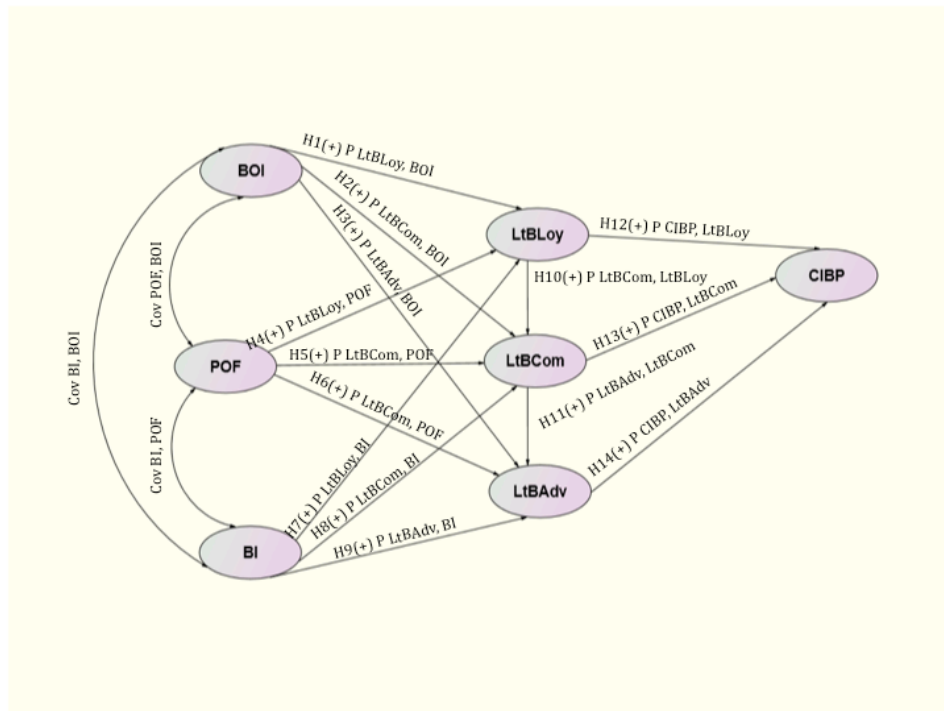 H1(+) P LtBLoy, BOI
BOI
H2(+) P LtBCom, BOI
H3(+) P LtBAdv, BOI
LtBLoy
H12(+) P CIBP, LtBLoy
CIBP
Cov POF, BOI
H10(+) P LtBCom, LtBLoy
H4(+) P LtBLoy, POF
H13(+) P CIBP, LtBCom
Cov BI, BOI
POF
H5(+) P LtBCom, POF
LtBCom
H6(+) P LtBCom, POF
H11(+) P LtBAdv, LtBCom
H14(+) P CIBP, LtBAdv
Cov BI, POF
H7(+) P LtBLoy, BI
H8(+) P LtBCom, BI
LtBAdv
BI
H9(+) P LtBAdv, BI